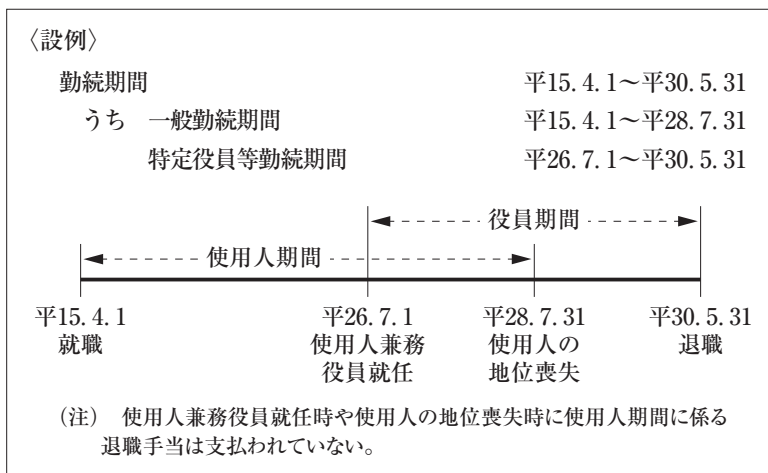 〈設例〉
勤続期間 平15.4.1〜平30.5.31
うち 一般勤続期間 平15.4.1〜平28.7.31
特定役員等勤続期間 平26.7.1〜平30.5.31
役員期間
使用人期間
平15.4.1 平26.7.1 平28.7.31 平30.5.31
就職 使用人兼務 使用人の 退職
役員就任 地位喪失
(注) 使用人兼務役員就任時や使用人の地位喪失時に使用人期間に係る
退職手当は支払われていない。